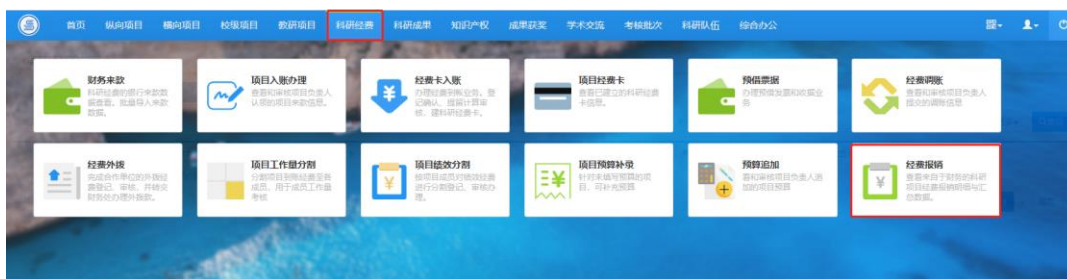 首页 纵向项目 横向项目 校级项目 教研项目 科研经费 科研成果 知识产权 成果获奖 学术交流 考核批次 科研队伍 综合办公
财务来款
科研经费的银行来款数
据查看。批量导入来款
数据。
项目入账办理
查看和审核项目负责人
认领的项目来款信息。
经费卡入账
办理经费到账业务。登
记确认、提留计算审
核、建科研经费卡。
项目经费卡
查看已建立的科研经费
卡信息。
预借票据
办理预借发票和收据业
务
经费调账
查看和审核项目负责人
提交的调账信息
经费外拨
完成合作单位的外拨经
费登记、审核、并转交
财务处办理外拨款。
项目工作量分割
分割项目到账经费至各
成员，用于成员工作量
考核
项目绩效分割
按项目成员对绩效经费
进行分割登记、审核办
理。
项目预算补录
针对未填写预算的项
目，可补充预算
预算追加
看和审核项目负责人追
加的项目预算
经费报销
查看来自于财务的科研
项目经费报销明细与汇
总数据。